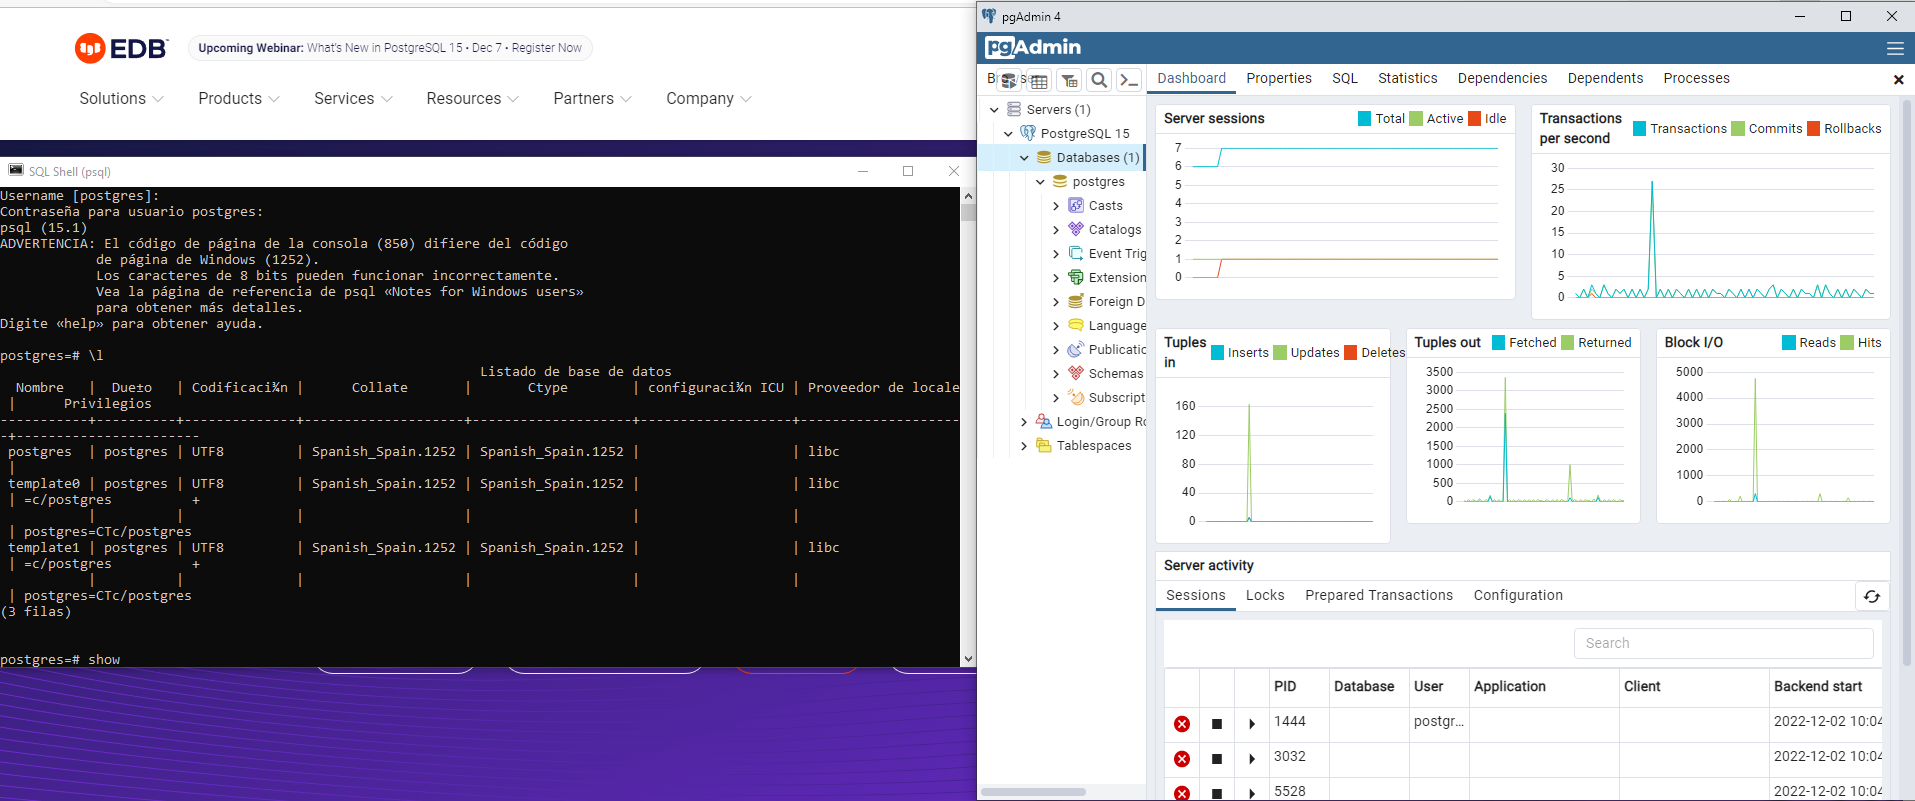 EDB
Upcoming Webinar: What's New in PostgreSQL 15 • Dec 7 • Register Now
Solutions
Products
Services
Resources
Partners
Company
SQL Shell (psql)
Username [postgres]:
Contraseña para usuario postgres:
psql (15.1)
ADVERTENCIA: El código de página de la consola (850) difiere del código
            de página de Windows (1252).
            Los caracteres de 8 bits pueden funcionar incorrectamente.
            Vea la página de referencia de psql «Notes for Windows users»
            para obtener más detalles.
Digite «help» para obtener ayuda.
postgres=# \l
Listado de base de datos
  Nombre   |  Due±o   | Codificaci¾n |      Collate       |       Ctype        | configuraci¾n ICU | Proveedor de locale
 |      Privilegios
-----------+----------+--------------+--------------------+--------------------+-------------------+--------------------
-+-----------------------
 postgres  | postgres | UTF8         | Spanish_Spain.1252 | Spanish_Spain.1252 |                   | libc
 |
 template0 | postgres | UTF8         | Spanish_Spain.1252 | Spanish_Spain.1252 |                   | libc
 | =c/postgres          +
           |          |              |                    |                    |                   |
 | postgres=CTc/postgres
 template1 | postgres | UTF8         | Spanish_Spain.1252 | Spanish_Spain.1252 |                   | libc
 | =c/postgres          +
           |          |              |                    |                    |                   |
 | postgres=CTc/postgres
(3 filas)
postgres=# show
pgAdmin 4
pgAdmin
Dashboard
Properties
SQL
Statistics
Dependencies
Dependents
Processes
Servers (1)
PostgreSQL 15
Databases (1)
postgres
Casts
Catalogs
Event Trig
Extension
Foreign D
Language
Publicatic
Schemas
Subscript
Login/Group Ro
Tablespaces
Server sessions
Total Active Idle
7
6
5
4
3
2
1
0
Transactions
per second
Transactions Commits Rollbacks
30
25
20
15
10
5
0
Tuples
in
Inserts Updates Deletes
160
120
80
40
0
Tuples out
Fetched Returned
3500
3000
2500
2000
1500
1000
500
0
Block I/O
Reads Hits
5000
4000
3000
2000
1000
0
Server activity
Sessions Locks Prepared Transactions Configuration
Search
PID Database User Application Client Backend start
1444 postgr... 2022-12-02 10:04
3032 2022-12-02 10:04
5528 2022-12-02 10:04